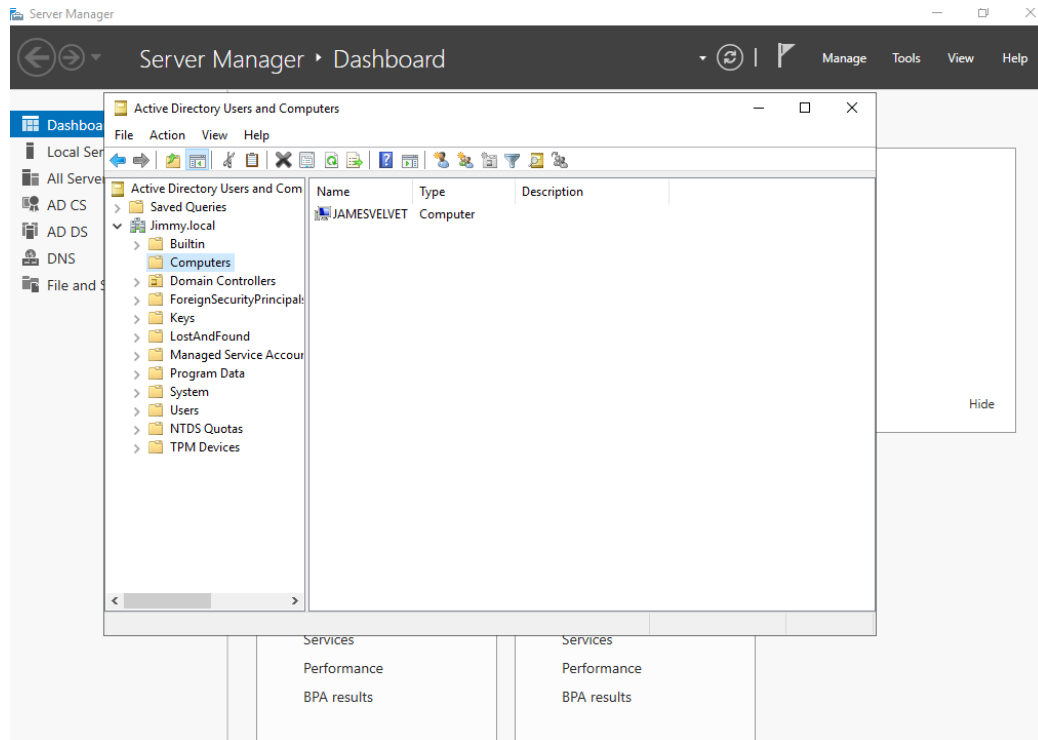 Server Manager
Server Manager ‣ Dashboard
Manage Tools View Help
Dashboa
Local Ser
All Server
AD CS
AD DS
DNS
File and S
Active Directory Users and Computers
File Action View Help
Active Directory Users and Com
Saved Queries
Jimmy.local
Builtin
Computers
Domain Controllers
ForeignSecurityPrincipals
Keys
LostAndFound
Managed Service Accour
Program Data
System
Users
NTDS Quotas
TPM Devices
Name Type Description
JAMESVELVET Computer
Hide
Services
Performance
BPA results
Services
Performance
BPA results